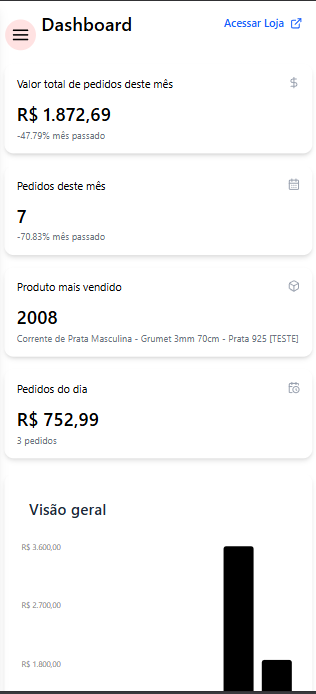 Dashboard
Acessar Loja
Valor total de pedidos deste mês
R$ 1.872,69
-47.79% mês passado
Pedidos deste mês
7
-70.83% mês passado
Produto mais vendido
2008
Corrente de Prata Masculina - Grumet 3mm 70cm - Prata 925 [TESTE]
Pedidos do dia
R$ 752,99
3 pedidos
Visão geral
R$ 3.600,00
R$ 2.700,00
R$ 1.800,00